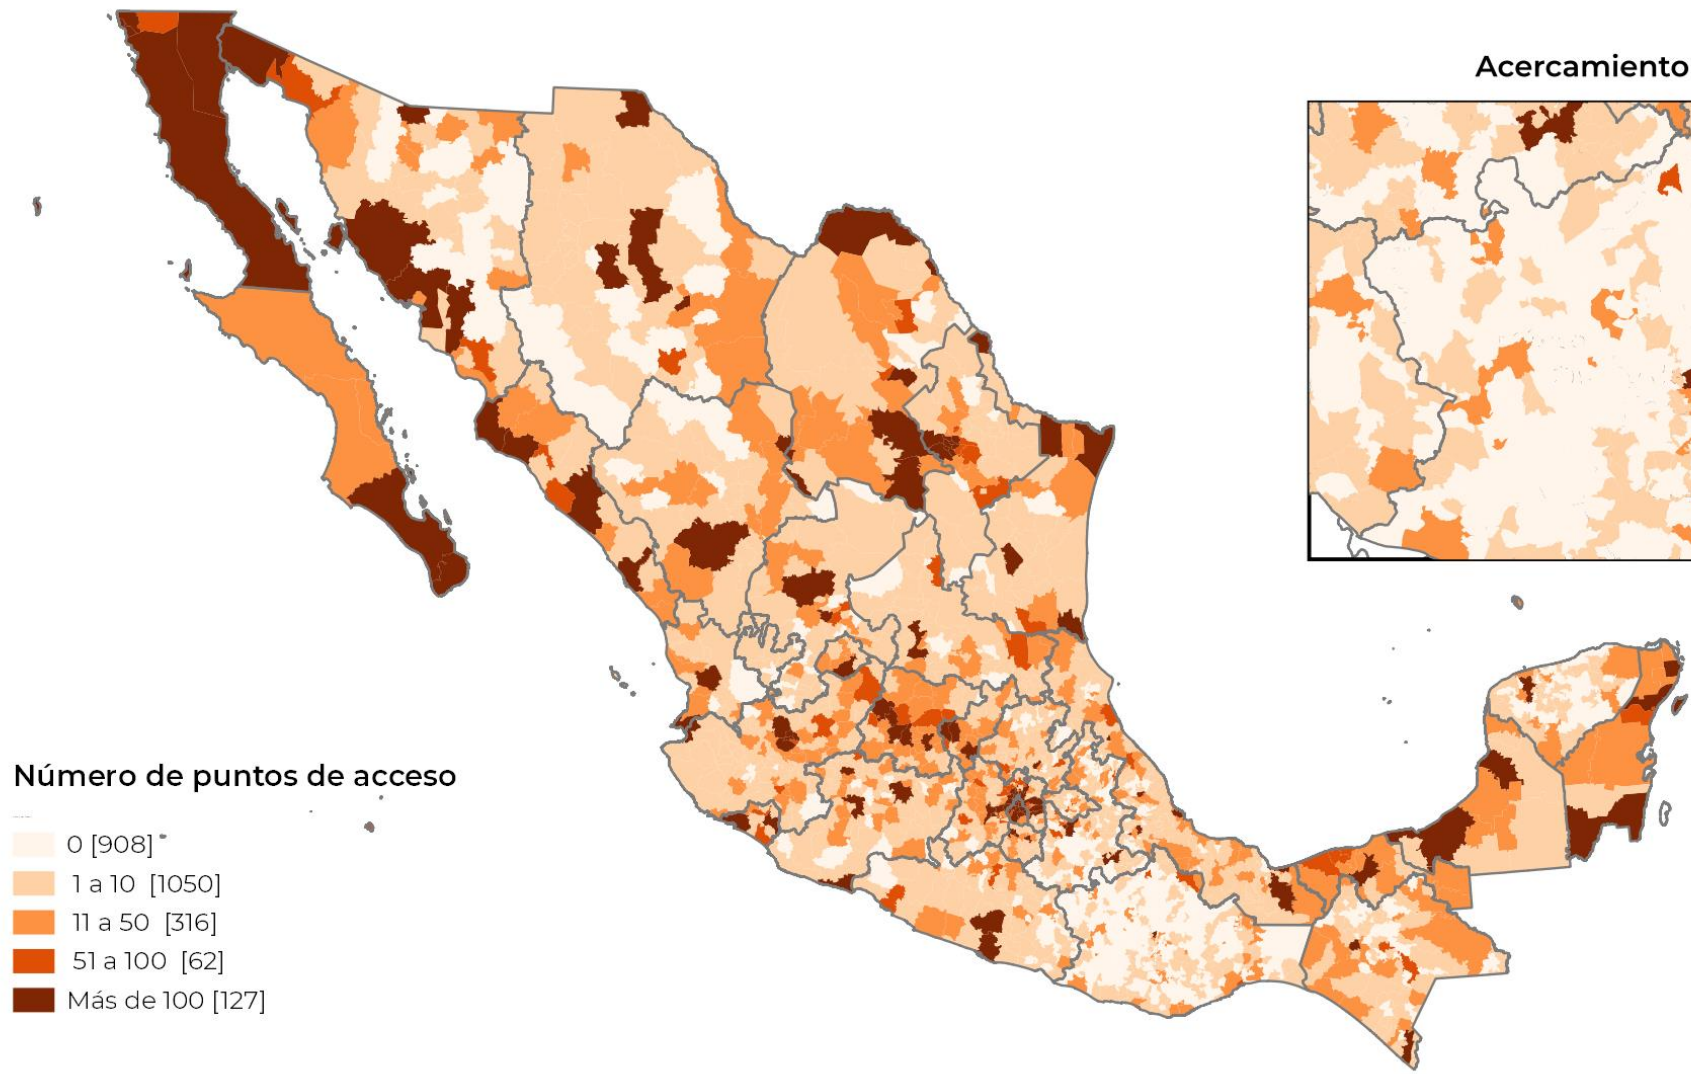 Acercamiento
Número de puntos de acceso
0 [908]
1 a 10 [1050]
11 a 50 [316]
51 a 100 [62]
Más de 100 [127]